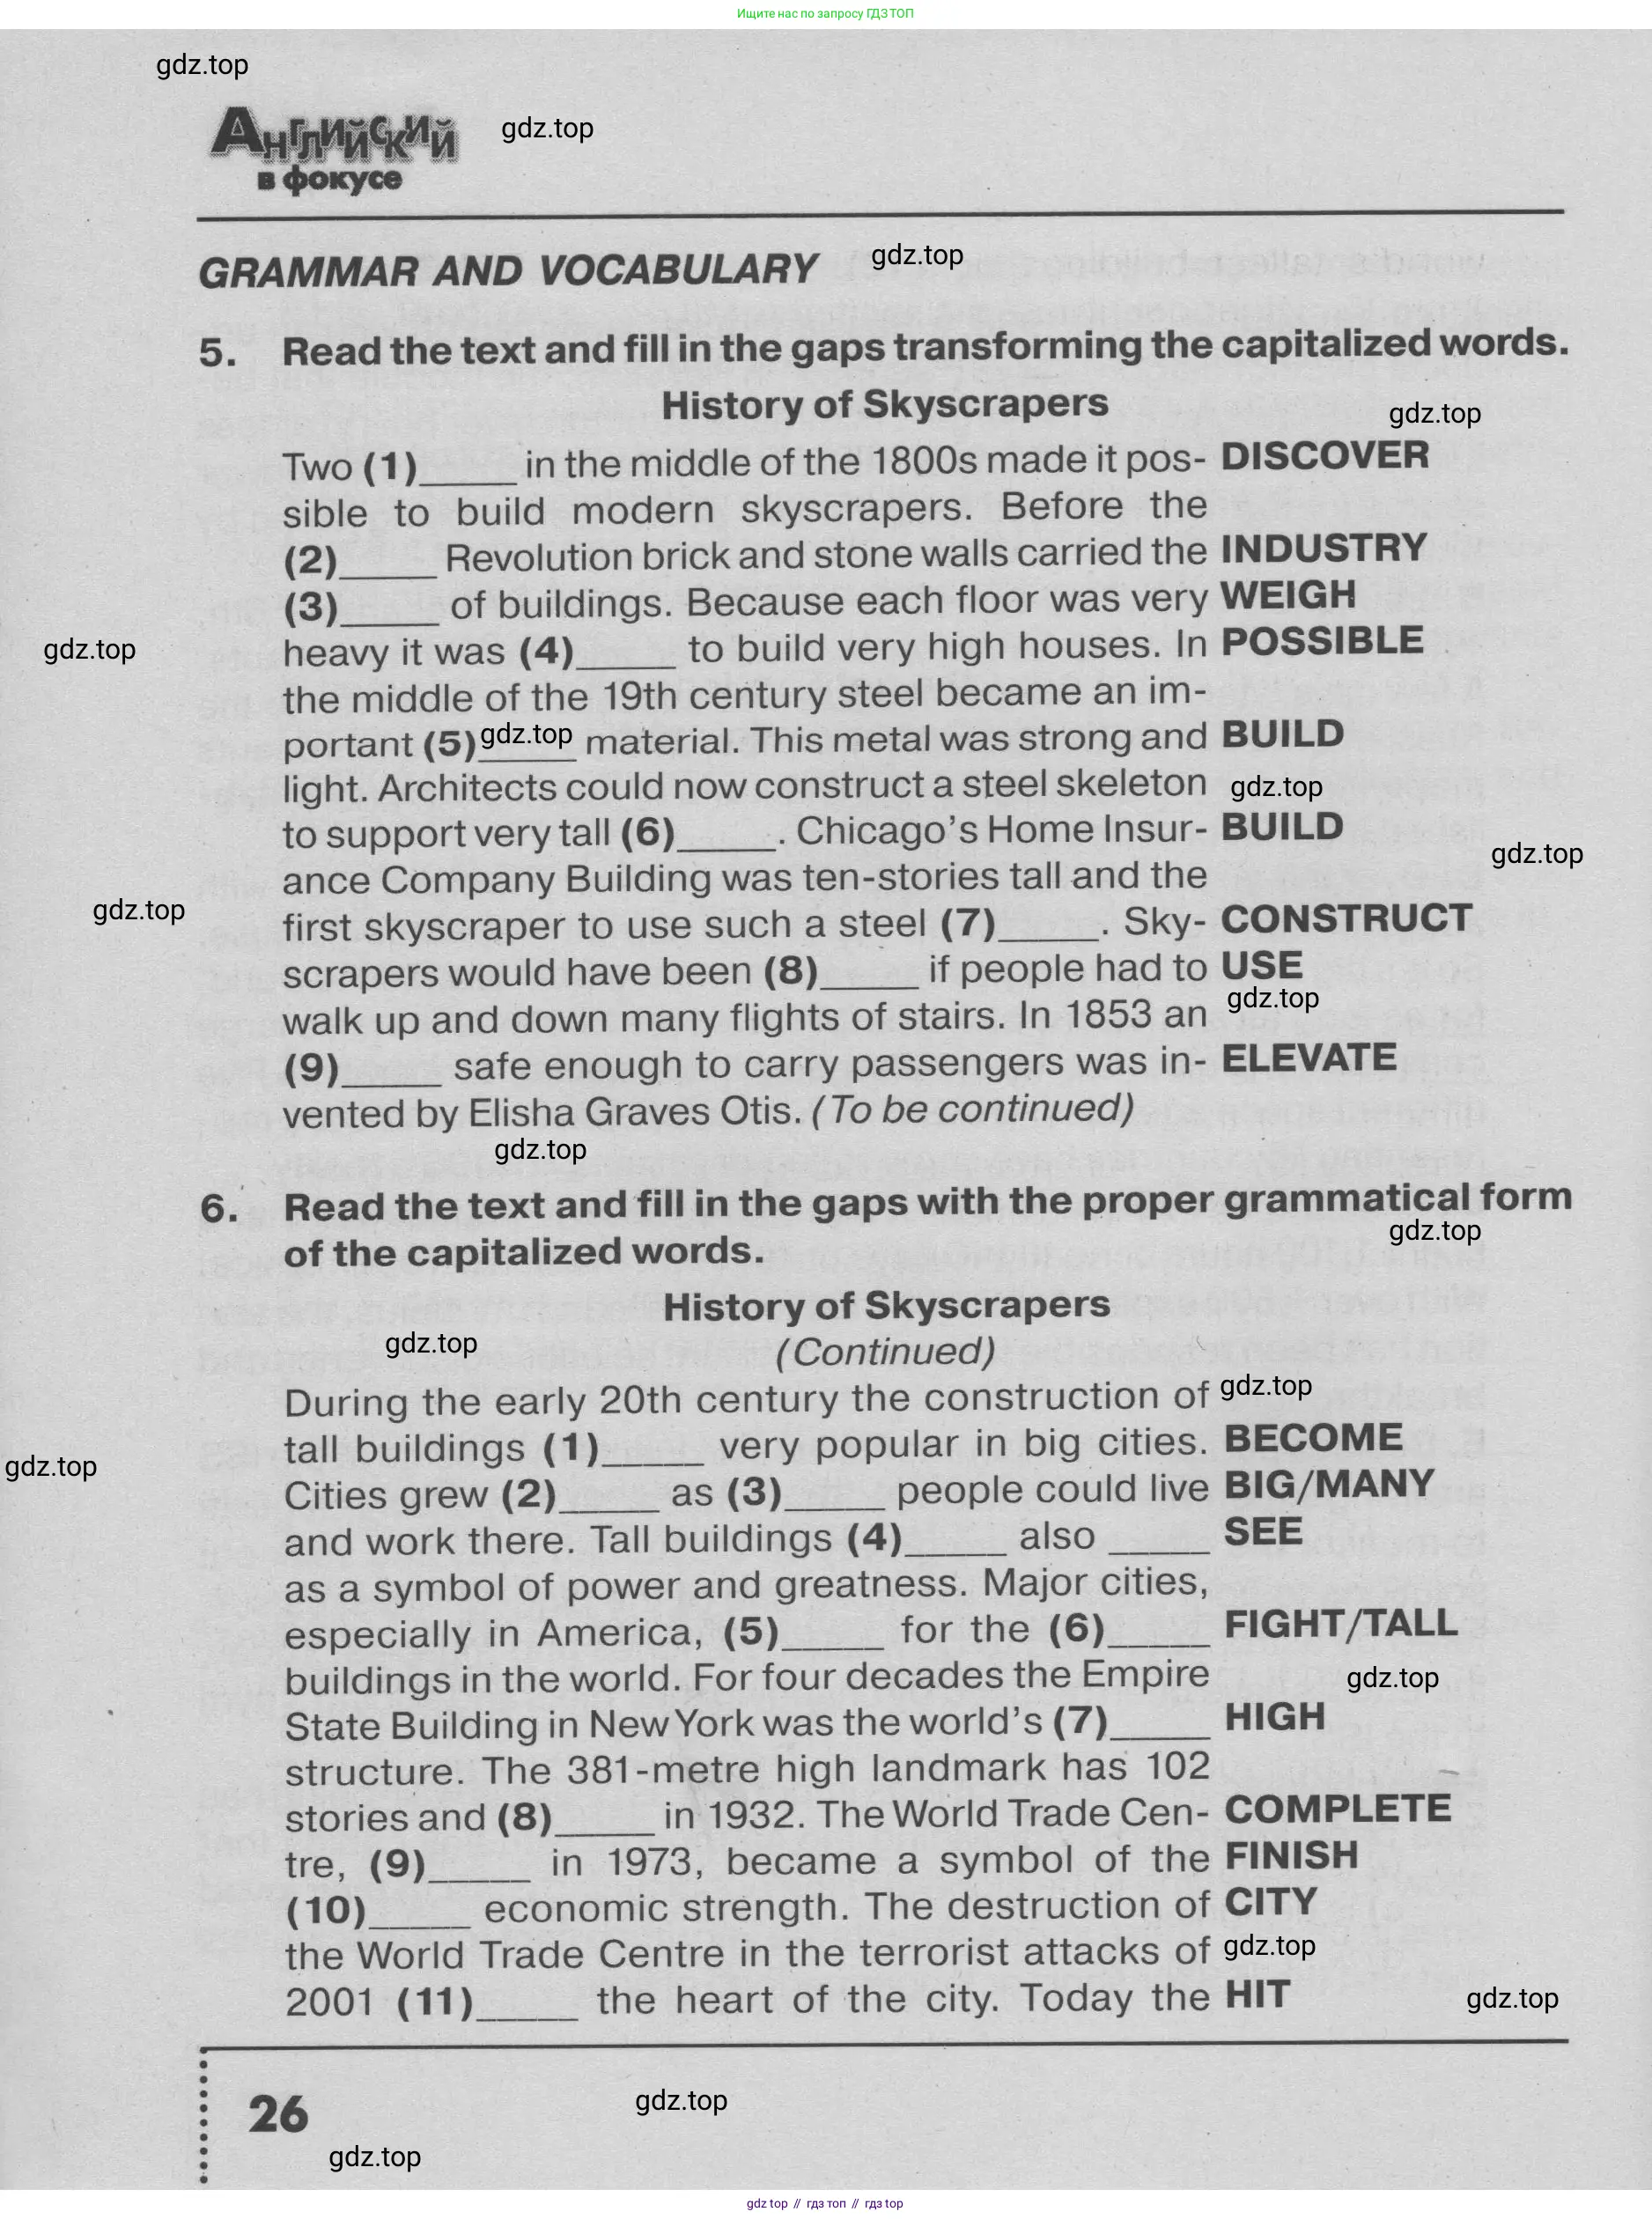 Ищите нас по запросу ГДЗ ТОП
gdz.top
Английский
в фокусе
gdz.top
GRAMMAR AND VOCABULARY
gdz.top
5. Read the text and fill in the gaps transforming the capitalized words.
History of Skyscrapers
gdz.top
Two (1)_____ in the middle of the 1800s made it pos- DISCOVER
sible to build modern skyscrapers. Before the
(2)_____ Revolution brick and stone walls carried the INDUSTRY
(3)_____ of buildings. Because each floor was very WEIGH
gdz.top
heavy it was (4)_____ to build very high houses. In POSSIBLE
the middle of the 19th century steel became an im-
portant (5)_____ material. This metal was strong and BUILD
gdz.top
light. Architects could now construct a steel skeleton
gdz.top
to support very tall (6)_____. Chicago's Home Insur- BUILD
gdz.top
ance Company Building was ten-stories tall and the
gdz.top
first skyscraper to use such a steel (7)_____. Sky- CONSTRUCT
scrapers would have been (8)_____ if people had to USE
gdz.top
walk up and down many flights of stairs. In 1853 an
(9)_____ safe enough to carry passengers was in- ELEVATE
vented by Elisha Graves Otis. (To be continued)
gdz.top
6. Read the text and fill in the gaps with the proper grammatical form
gdz.top
of the capitalized words.
History of Skyscrapers
gdz.top
(Continued)
During the early 20th century the construction of
gdz.top
tall buildings (1)_____ very popular in big cities. BECOME
gdz.top
Cities grew (2)_____ as (3)_____ people could live BIG/MANY
and work there. Tall buildings (4)_____ also _____ SEE
as a symbol of power and greatness. Major cities,
especially in America, (5)_____ for the (6)_____ FIGHT/TALL
buildings in the world. For four decades the Empire
gdz.top
State Building in New York was the world's (7)_____ HIGH
structure. The 381-metre high landmark has 102
stories and (8)_____ in 1932. The World Trade Cen- COMPLETE
tre, (9)_____ in 1973, became a symbol of the FINISH
(10)_____ economic strength. The destruction of CITY
the World Trade Centre in the terrorist attacks of
gdz.top
2001 (11)_____ the heart of the city. Today the HIT
gdz.top
26
gdz.top
gdz.top
gdz top // гдз топ // гдз top